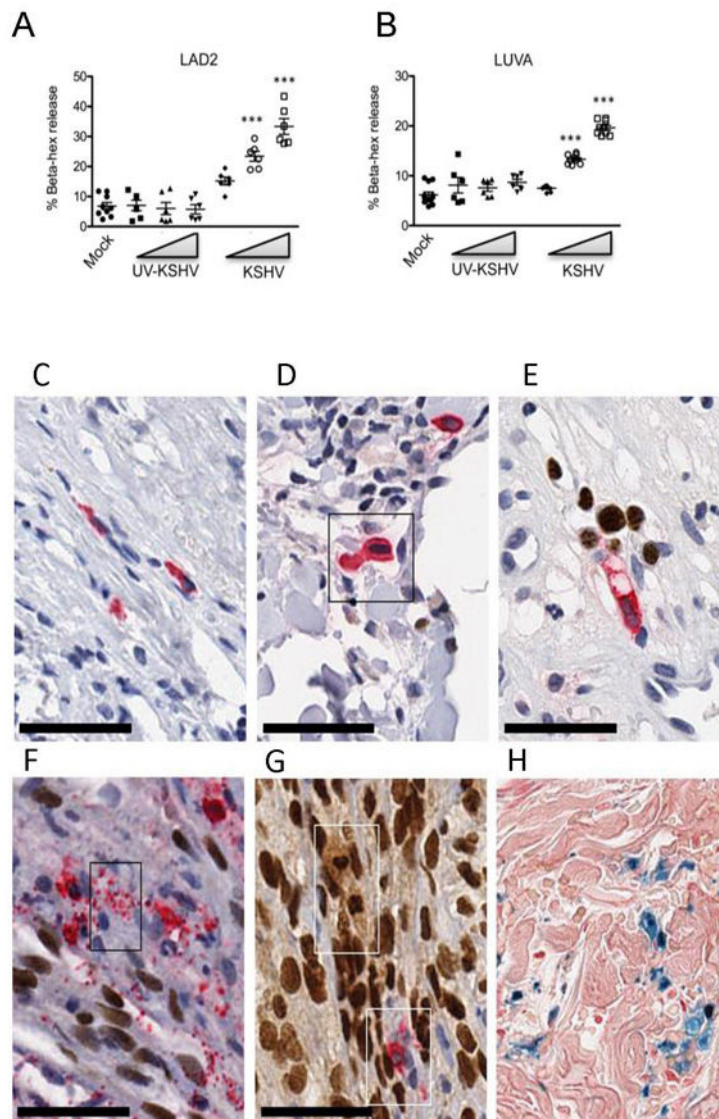 A
LAD2
% Beta-hex release
50
40
30
20
10
0
***
***
Mock
UV-KSHV
KSHV
B
LUVA
% Beta-hex release
30
20
10
0
***
***
Mock
UV-KSHV
KSHV
C
D
E
F
G
H